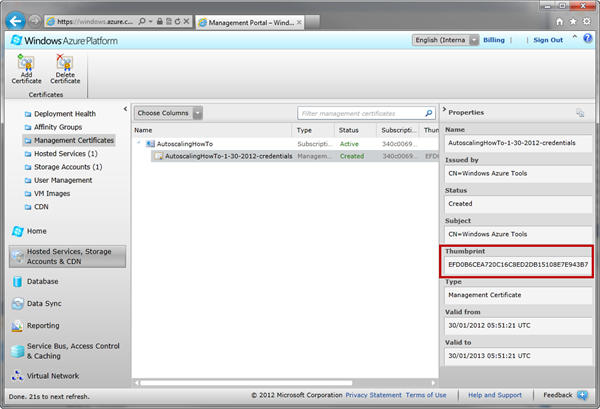 https://windows.azure.c...
Management Portal – Wind...
Windows Azure Platform
English (Interna
Billing
Sign Out
Add Certificate
Delete Certificate
Certificates
Deployment Health
Affinity Groups
Management Certificates
Hosted Services (1)
Storage Accounts (1)
User Management
VM Images
CDN
Home
Hosted Services, Storage
Accounts & CDN
Database
Data Sync
Reporting
Service Bus, Access Control
& Caching
Virtual Network
Choose Columns
Filter management certificates
Name Type Status Subscripti... Thum
AutoscalingHowTo Subscripti... Active 340c0069...
AutoscalingHowTo-1-30-2012-credentials Managem... Created 340c0069... EFD0
Properties
Name
AutoscalingHowTo-1-30-2012-credentials
Issued by
CN=Windows Azure Tools
Status
Created
Subject
CN=Windows Azure Tools
Thumbprint
EFD0B6CEA720C16C8ED2DB15108E7E943B7
Type
Management Certificate
Valid from
30/01/2012 05:51:21 UTC
Valid to
30/01/2013 05:51:21 UTC
Done. 21s to next refresh.
© 2012 Microsoft Corporation Privacy Statement Terms of Use
Help and Support
Feedback